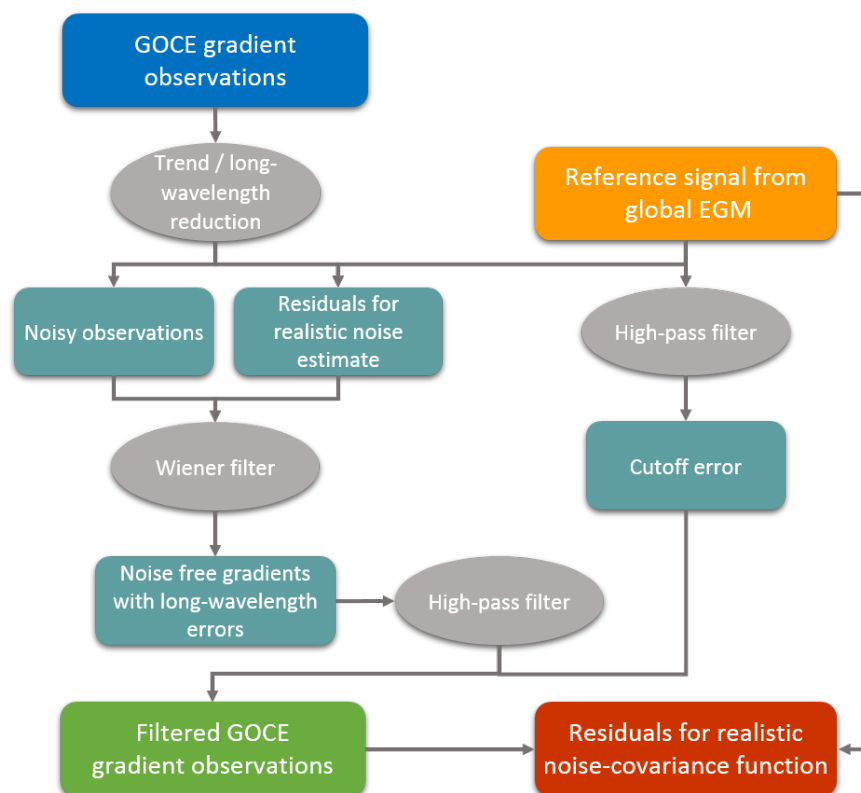 GOCE gradient
observations
Trend / long-
wavelength
reduction
Reference signal from
global EGM
Noisy observations
Residuals for
realistic noise
estimate
High-pass filter
Wiener filter
Cutoff error
Noise free gradients
with long-wavelength
errors
High-pass filter
Filtered GOCE
gradient observations
Residuals for realistic
noise-covariance function